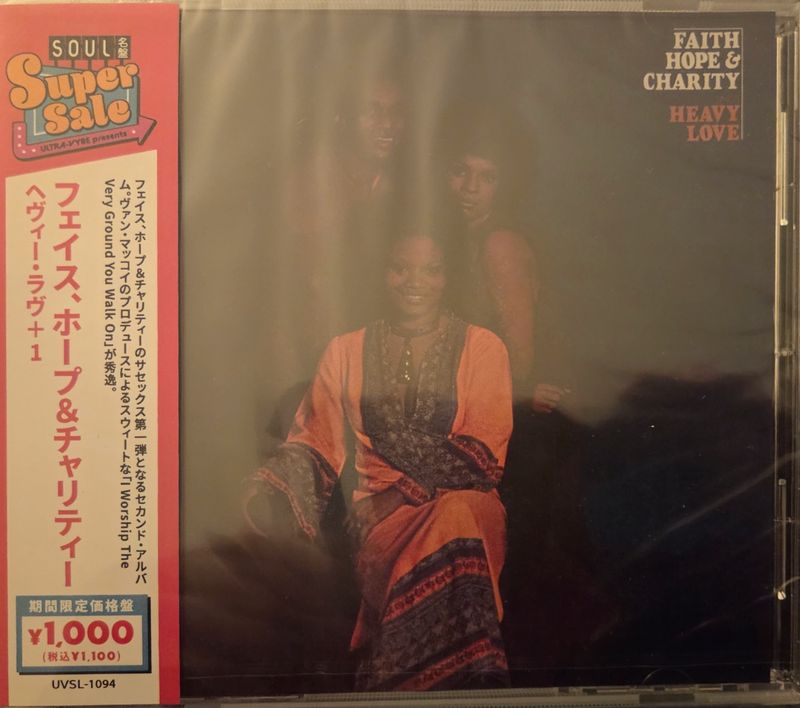 SOUL名盤
Super
Sale
ULTRA-VYBE presents
フェイス、ホープ&チャリティー
ヘヴィー・ラヴ+1
フェイス、ホープ&チャリティーのサセックス第一弾となるセカンド・アルバ
ム。ヴァン・マッコイのプロデュースによるスウィートな「I Worship The
Very Ground You Walk On」が秀逸。
期間限定価格盤
¥1,000
(税込¥1,100)
UVSL-1094
FAITH
HOPE &
CHARITY
HEAVY
LOVE